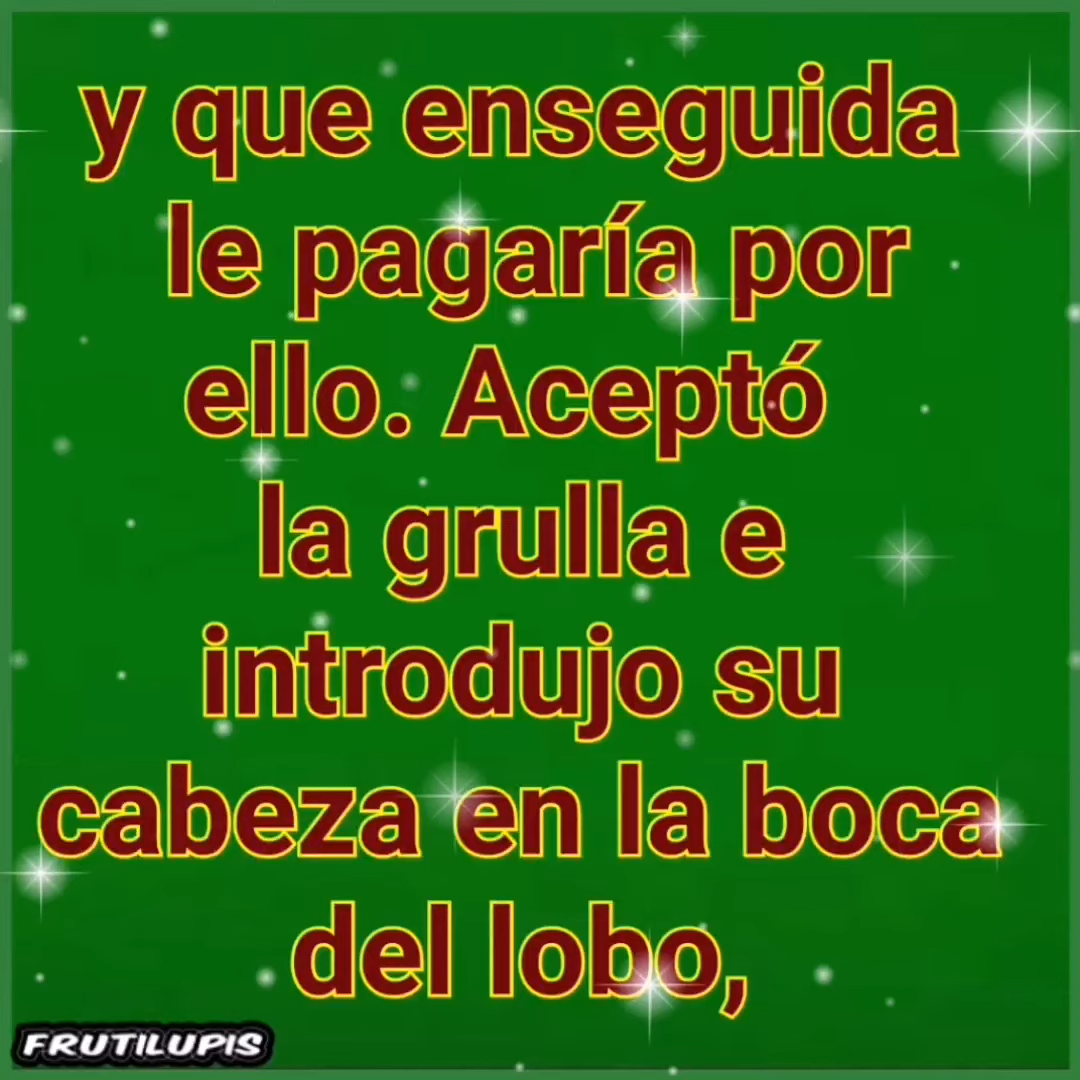 y que enseguida
le pagaría por
ello. Aceptó
la grulla e
introdujo su
cabeza en la boca
del lobo,
FRUTILUPIS